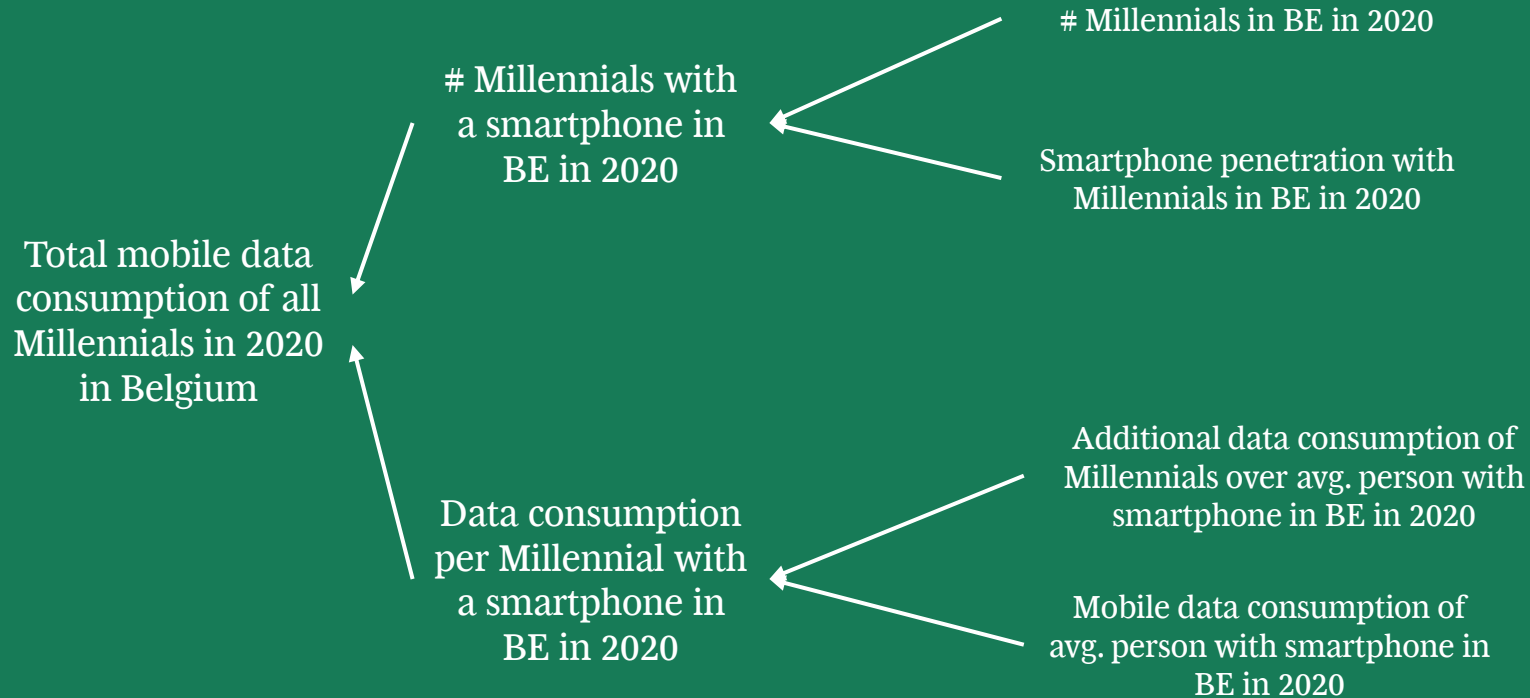 Total mobile data
consumption of all
Millennials in 2020
in Belgium
# Millennials with
a smartphone in
BE in 2020
Data consumption
per Millennial with
a smartphone in
BE in 2020
# Millennials in BE in 2020
Smartphone penetration with
Millennials in BE in 2020
Additional data consumption of
Millennials over avg. person with
smartphone in BE in 2020
Mobile data consumption of
avg. person with smartphone in
BE in 2020